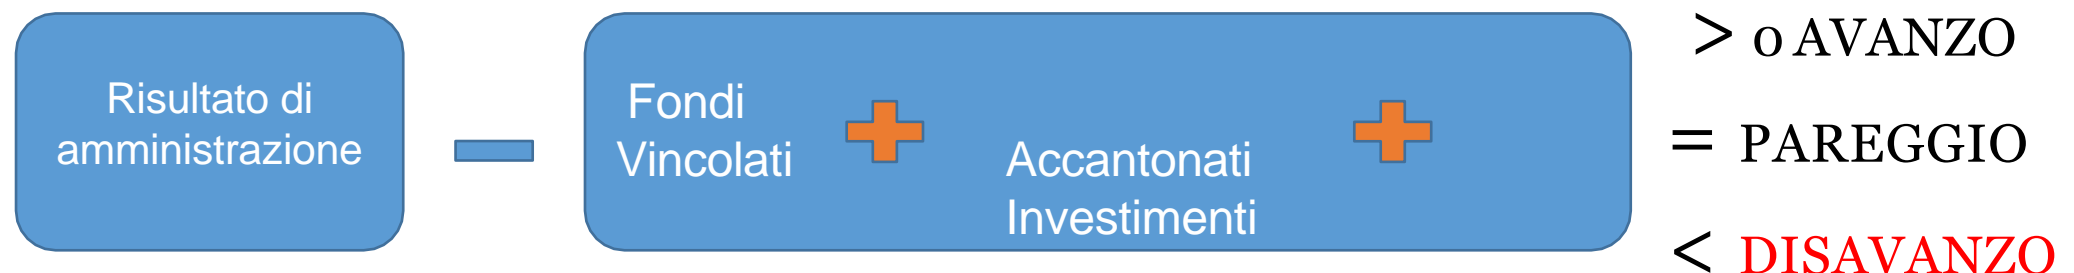 Risultato di
amministrazione
Fondi
Vincolati
Accantonati
Investimenti
> 0 AVANZO
= PAREGGIO
< DISAVANZO